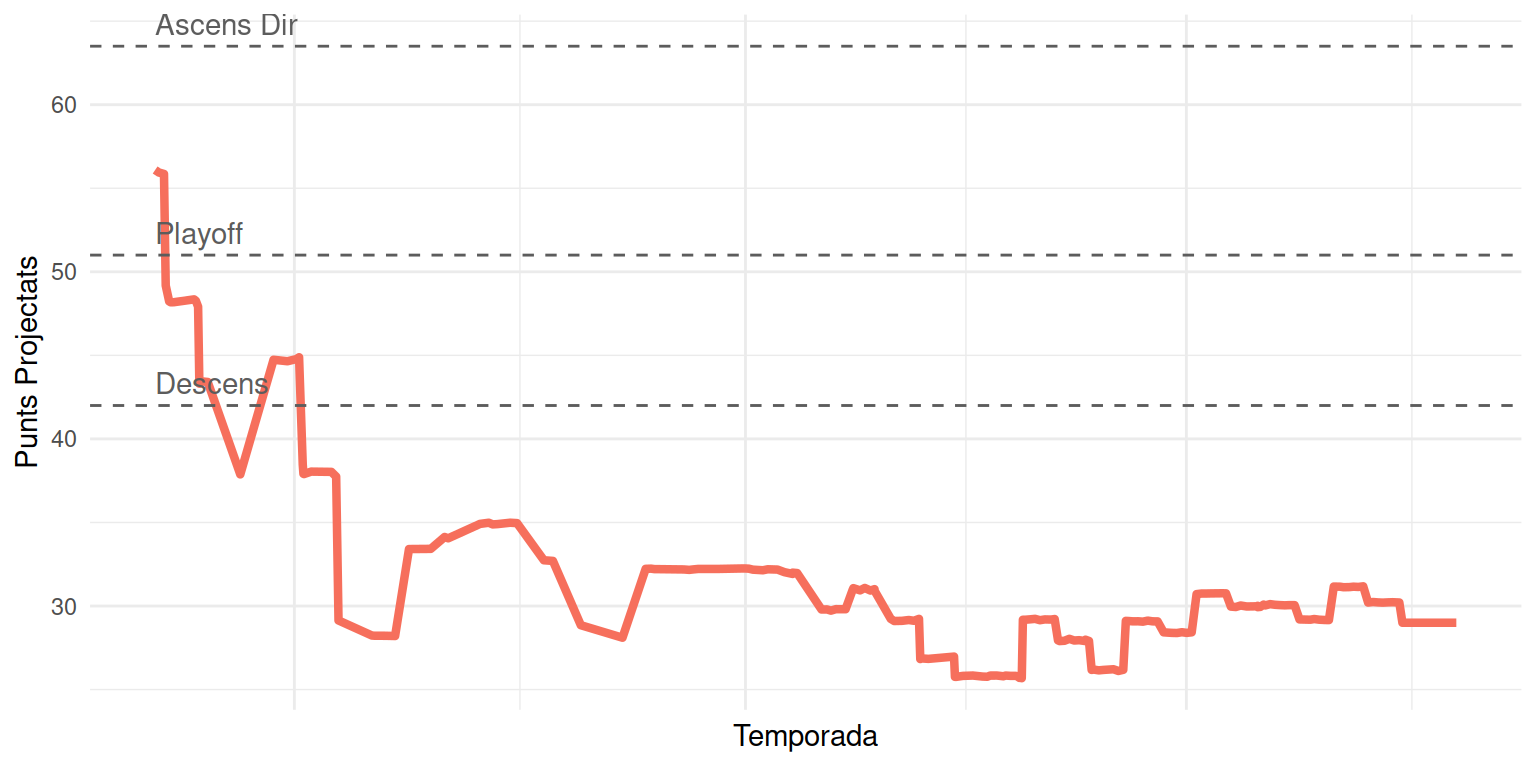 Ascens Dir
60
Playoff
50
Descens
40
30
Punts Projectats
Temporada